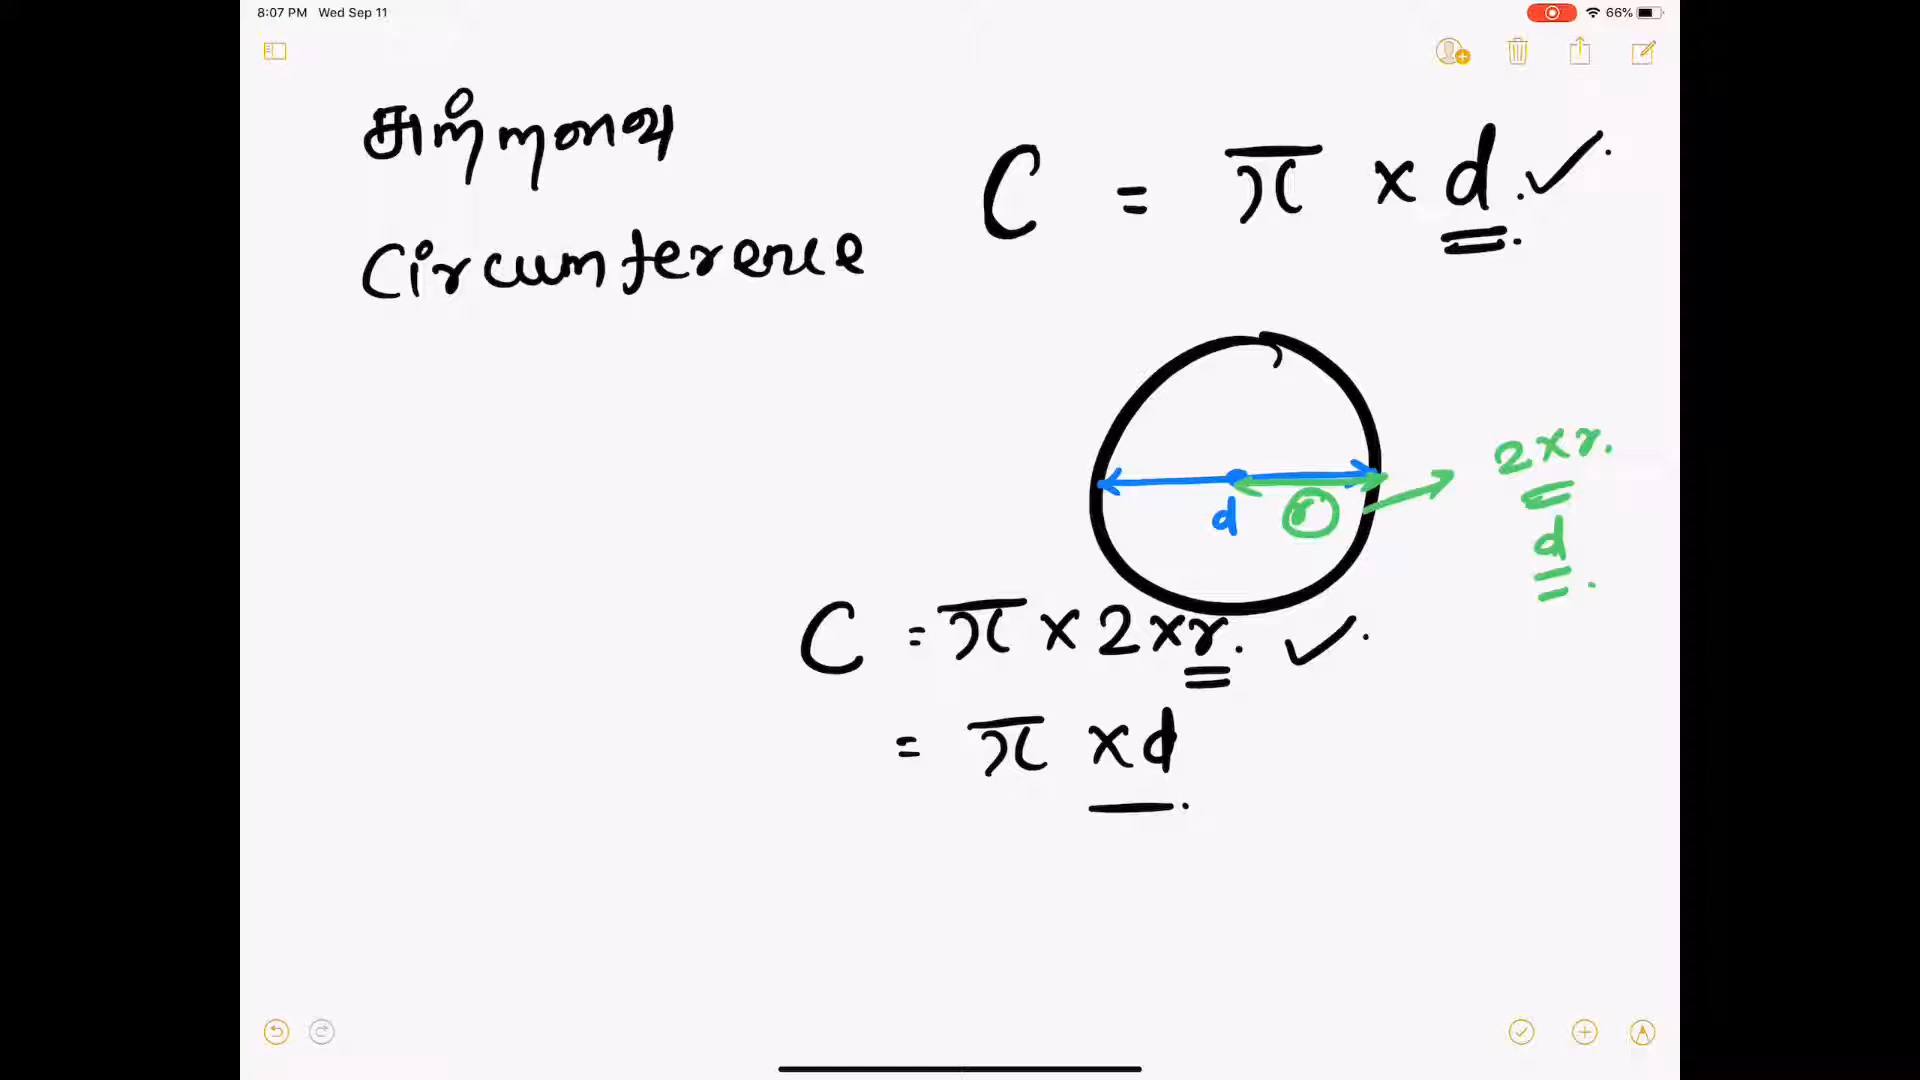 8:07 PM Wed Sep 11
66%
சுற்றளவு
Circumference
C = π × d.
2×r.
d
d
r
C = π × 2 × r.
= π × d